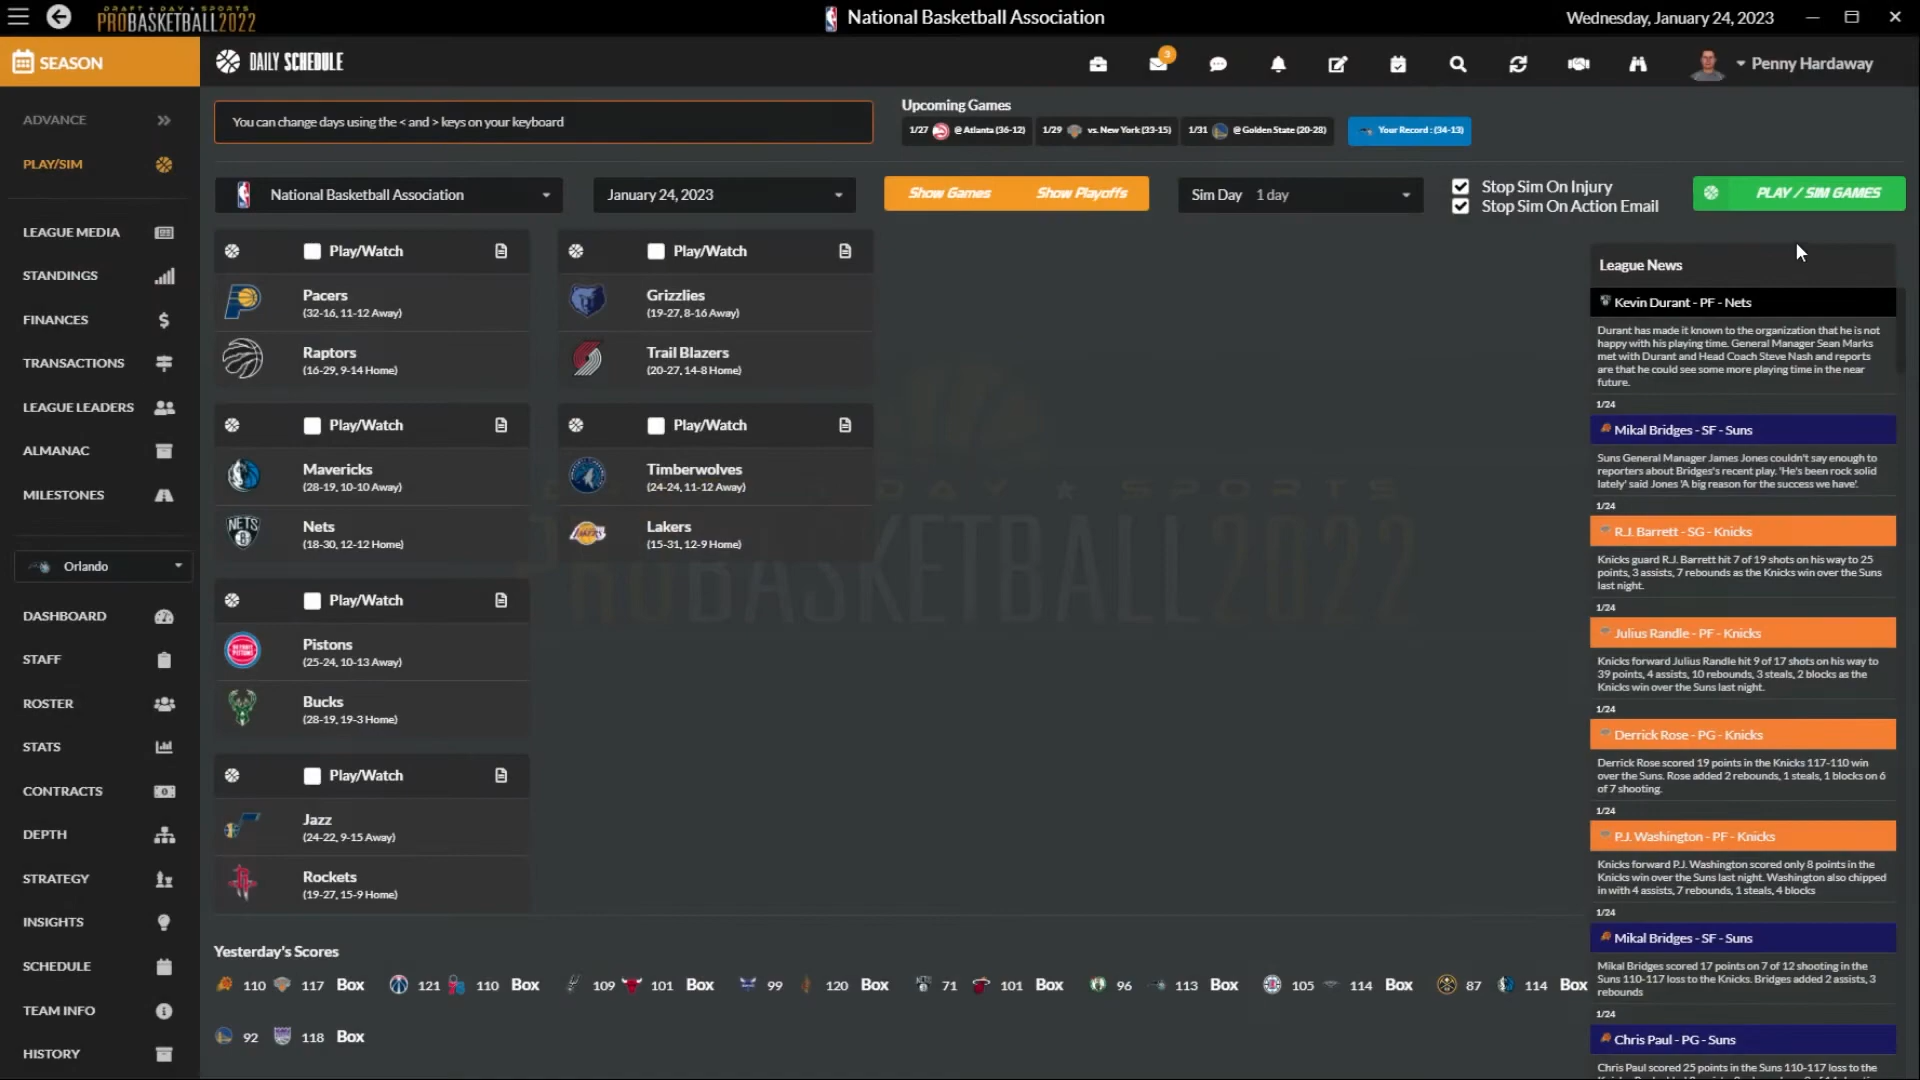 DRAFT DAY SPORTS
PROBASKETBALL2022
National Basketball Association
Wednesday, January 24, 2023
SEASON
DAILY SCHEDULE
3
Penny Hardaway
ADVANCE
PLAY/SIM
LEAGUE MEDIA
STANDINGS
FINANCES
TRANSACTIONS
LEAGUE LEADERS
ALMANAC
MILESTONES
Orlando
DASHBOARD
STAFF
ROSTER
STATS
CONTRACTS
DEPTH
STRATEGY
INSIGHTS
SCHEDULE
TEAM INFO
HISTORY
You can change days using the < and > keys on your keyboard
Upcoming Games
1/27 @ Atlanta (36-12)
1/29 vs. New York (33-15)
1/31 @ Golden State (20-28)
Your Record : (34-13)
National Basketball Association
January 24, 2023
Show Games
Show Playoffs
Sim Day 1 day
Stop Sim On Injury
Stop Sim On Action Email
PLAY / SIM GAMES
Play/Watch
Pacers
(32-16, 11-12 Away)
Raptors
(16-29, 9-14 Home)
Play/Watch
Grizzlies
(19-27, 8-16 Away)
Trail Blazers
(20-27, 14-8 Home)
Play/Watch
Mavericks
(28-19, 10-10 Away)
Nets
(18-30, 12-12 Home)
Play/Watch
Timberwolves
(24-24, 11-12 Away)
Lakers
(15-31, 12-9 Home)
Play/Watch
Pistons
(25-24, 10-13 Away)
Bucks
(28-19, 19-3 Home)
Play/Watch
Jazz
(24-22, 9-15 Away)
Rockets
(19-27, 15-9 Home)
DRAFT DAY SPORTS
PROBASKETBALL2022
League News
Kevin Durant - PF - Nets
Durant has made it known to the organization that he is not
happy with his playing time. General Manager Sean Marks
met with Durant and Head Coach Steve Nash and reports
are that he could see some more playing time in the near
future.
1/24
Mikal Bridges - SF - Suns
Suns General Manager James Jones couldn't say enough to
reporters about Bridges's recent play. 'He's been rock solid
lately' said Jones 'A big reason for the success we have'.
1/24
R.J. Barrett - SG - Knicks
Knicks guard R.J. Barrett hit 7 of 19 shots on his way to 25
points, 3 assists, 7 rebounds as the Knicks win over the Suns
last night.
1/24
Julius Randle - PF - Knicks
Knicks forward Julius Randle hit 9 of 17 shots on his way to
39 points, 4 assists, 10 rebounds, 3 steals, 2 blocks as the
Knicks win over the Suns last night.
1/24
Derrick Rose - PG - Knicks
Derrick Rose scored 19 points in the Knicks 117-110 win
over the Suns. Rose added 2 rebounds, 1 steals, 1 blocks on 6
of 7 shooting.
1/24
P.J. Washington - PF - Knicks
Knicks forward P.J. Washington scored only 8 points in the
Knicks win over the Suns last night. Washington also chipped
in with 4 assists, 7 rebounds, 1 steals, 4 blocks
1/24
Mikal Bridges - SF - Suns
Mikal Bridges scored 17 points on 7 of 12 shooting in the
Suns 110-117 loss to the Knicks. Bridges added 2 assists, 3
rebounds
1/24
Chris Paul - PG - Suns
Chris Paul scored 25 points in the Suns 110-117 loss to the
Yesterday's Scores
110 117 Box 121 110 Box 109 101 Box 99 120 Box 71 101 Box 96 113 Box 105 114 Box 87 114 Box
92 118 Box